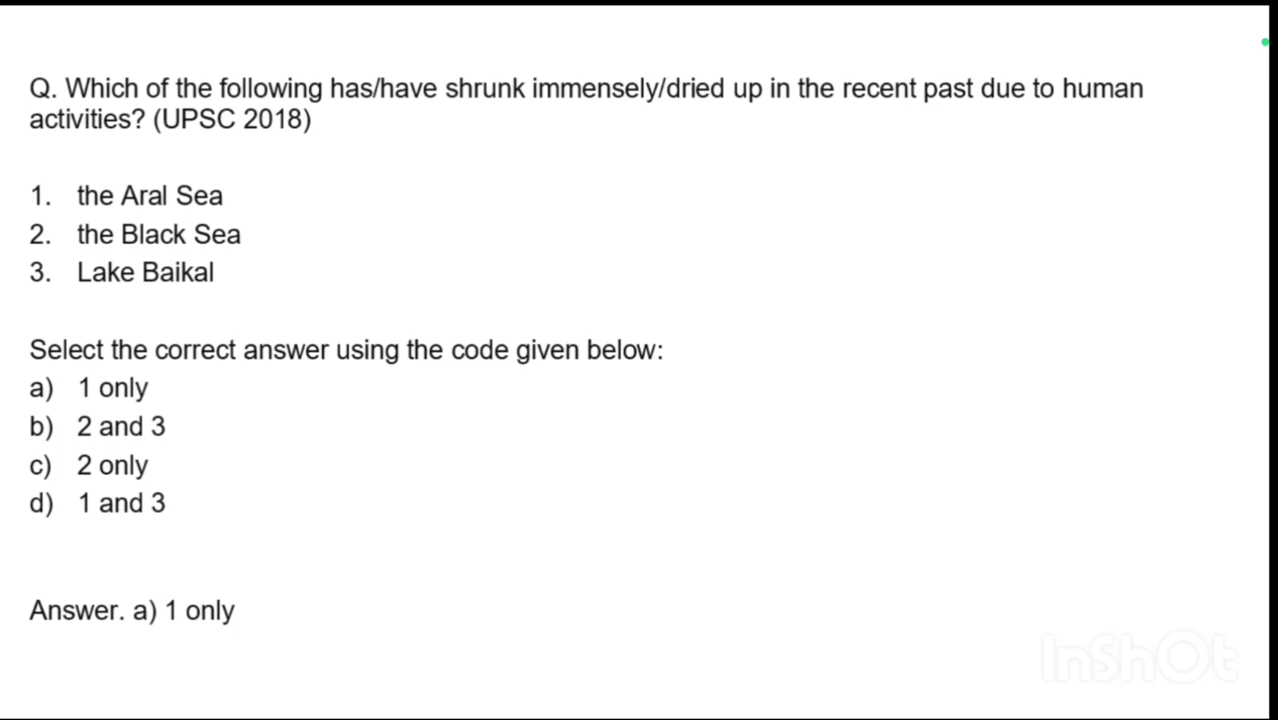 Q. Which of the following has/have shrunk immensely/dried up in the recent past due to human
activities? (UPSC 2018)
1. the Aral Sea
2. the Black Sea
3. Lake Baikal
Select the correct answer using the code given below:
a) 1 only
b) 2 and 3
c) 2 only
d) 1 and 3
Answer. a) 1 only
InShOt